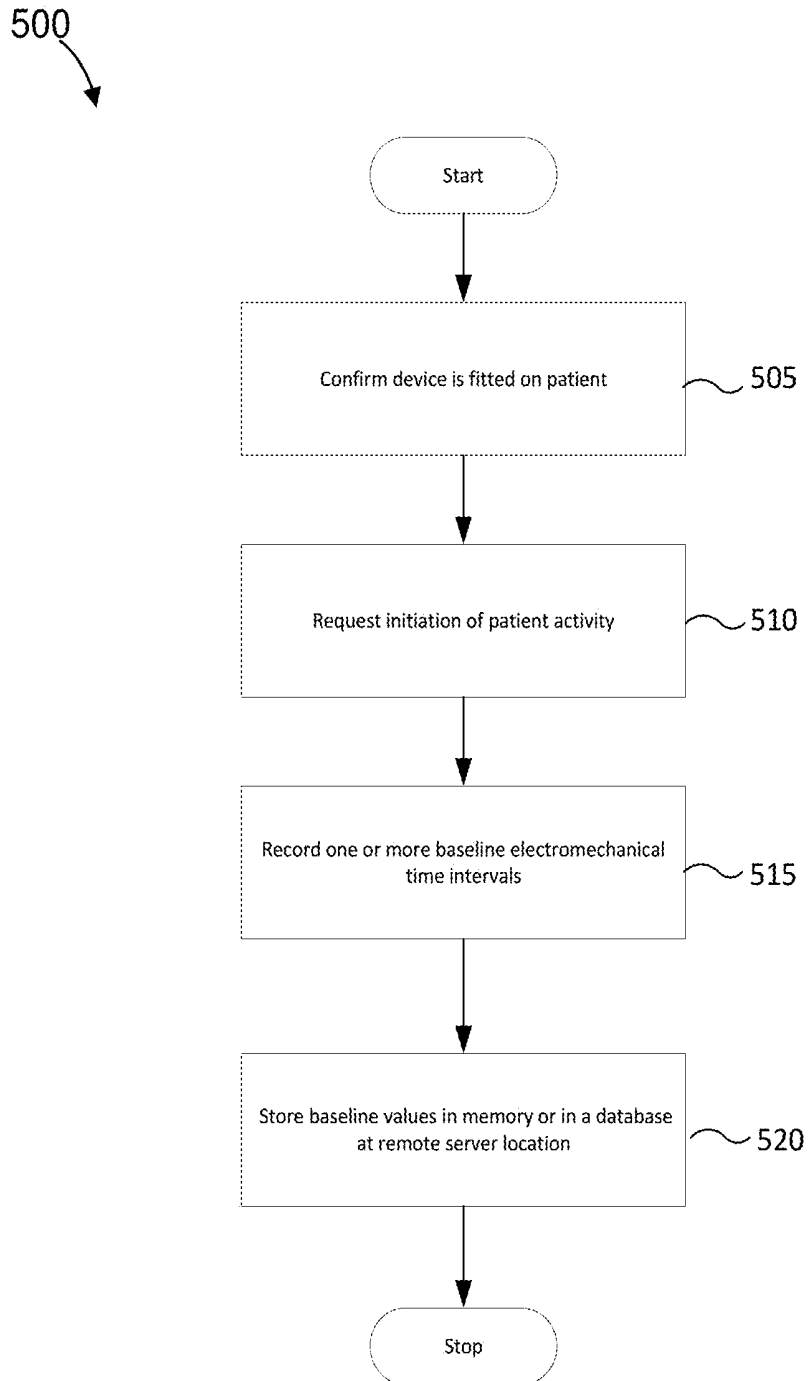 500
Start
Confirm device is fitted on patient
505
Request initiation of patient activity
510
Record one or more baseline electromechanical
time intervals
515
Store baseline values in memory or in a database
at remote server location
520
Stop